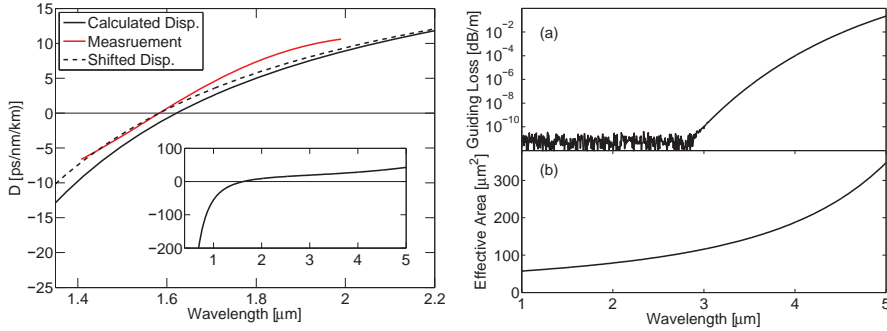 Calculated Disp.
Measruement
Shifted Disp.
15
10
5
0
−5
−10
−15
−20
−25
D [ps/nm/km)]
100
0
−100
−200
1 2 3 4 5
1.4 1.6 1.8 2 2.2
Wavelength [μm]
(a)
Guiding Loss [dB/m]
10⁻²
10⁻⁴
10⁻⁶
10⁻⁸
10⁻¹⁰
(b)
Effective Area [μm²]
300
200
100
0
1 2 3 4 5
Wavelength [μm]